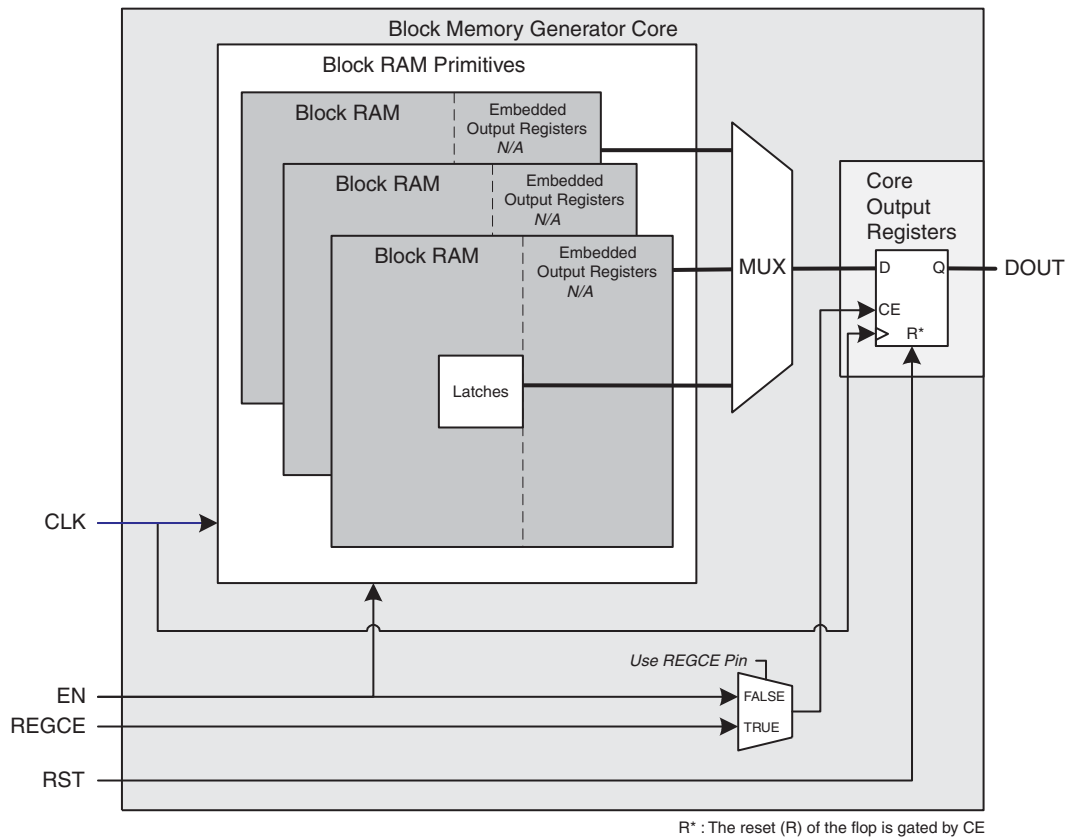 Block Memory Generator Core
Block RAM Primitives
Block RAM
Embedded
Output Registers
N/A
Block RAM
Embedded
Output Registers
N/A
Block RAM
Embedded
Output Registers
N/A
Latches
MUX
Core
Output
Registers
D
Q
CE
R*
DOUT
CLK
Use REGCE Pin
EN
FALSE
REGCE
TRUE
RST
R* : The reset (R) of the flop is gated by CE